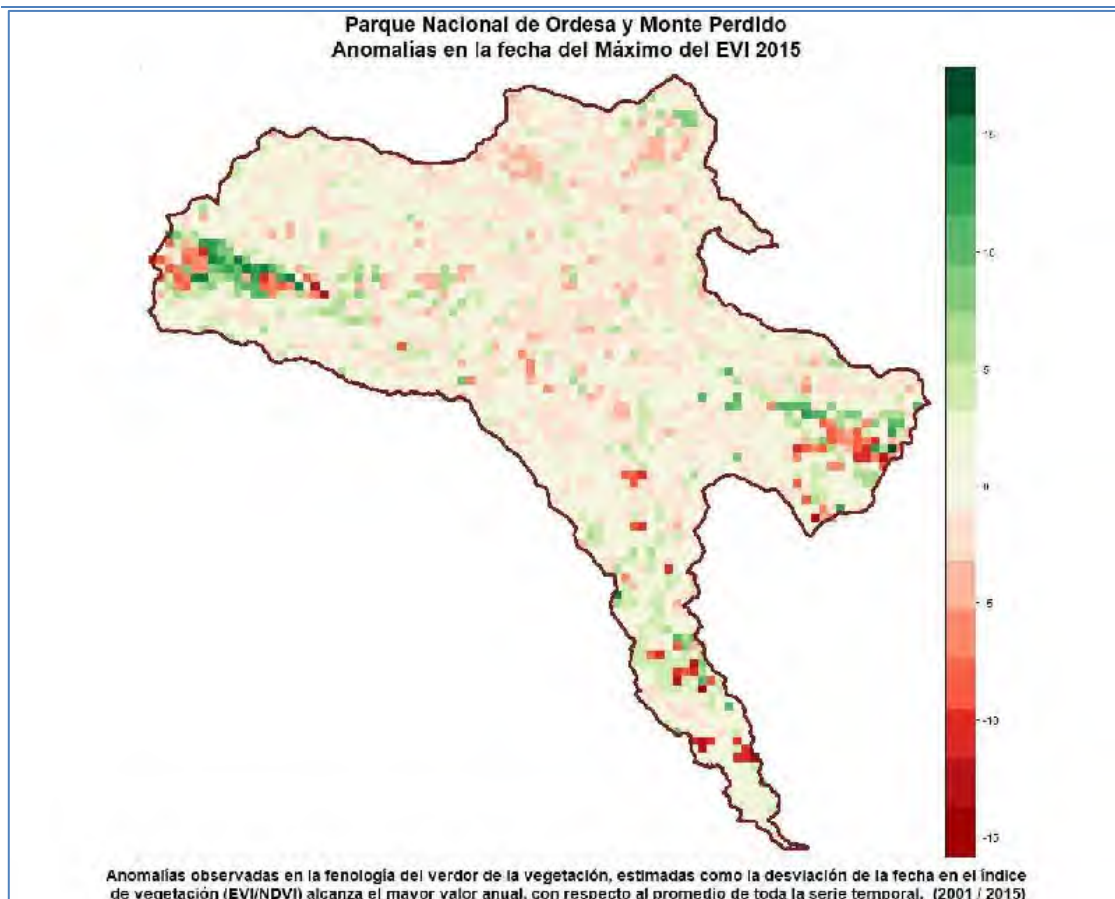 Parque Nacional de Ordesa y Monte Perdido
Anomalías en la fecha del Máximo del EVI 2015
15
10
5
0
-5
-10
-15
Anomalías observadas en la fenología del verdor de la vegetación, estimadas como la desviación de la fecha en el índice
de vegetación (EVI/NDVI) alcanza el mayor valor anual, con respecto al promedio de toda la serie temporal. (2001 / 2015)